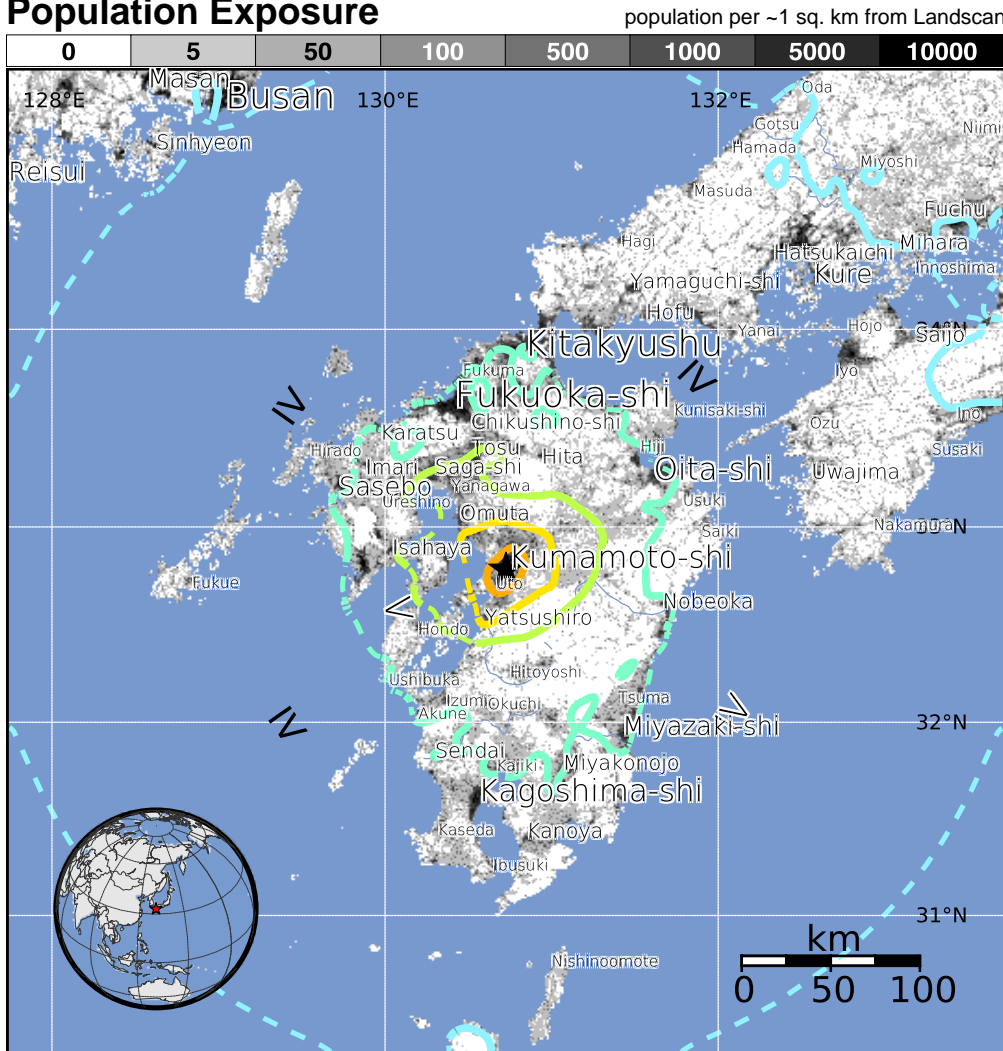 Population Exposure
population per ~1 sq. km from Landscan
0 5 50 100 500 1000 5000 10000
Masan
128°E
Busan
130°E
132°E
Oda
Gotsu
Niimi
Sinhyeon
Hamada
Reisui
Miyoshi
Masuda
Fuchu
Hagi
Mihara
Hatsukaichi
Innoshima
Yamaguchi-shi
Kure
Hofu
Yanai
Hojo
Saijo
Kitakyushu
Fukuma
IV
Iyo
Fukuoka-shi
IV
Kunisaki-shi
Ino
Chikushino-shi
Ozu
Karatsu
Hirado
Tosu
Hiji
Susaki
Imari
Saga-shi
Hita
Oita-shi
Uwajima
Sasebo
Yanagawa
Ureshino
Usuki
Omuta
Saiki
Nakamura
Isahaya
Kumamoto-shi
Fukue
Uto
V
Nobeoka
Yatsushiro
Hondo
Hitoyoshi
Ushibuka
Izumi
Okuchi
Tsuma
Akune
IV
IV
32°N
Miyazaki-shi
Sendai
Kajiki
Miyakonojo
Kagoshima-shi
Kaseda
Kanoya
Ibusuki
31°N
km
Nishinoomote
0 50 100